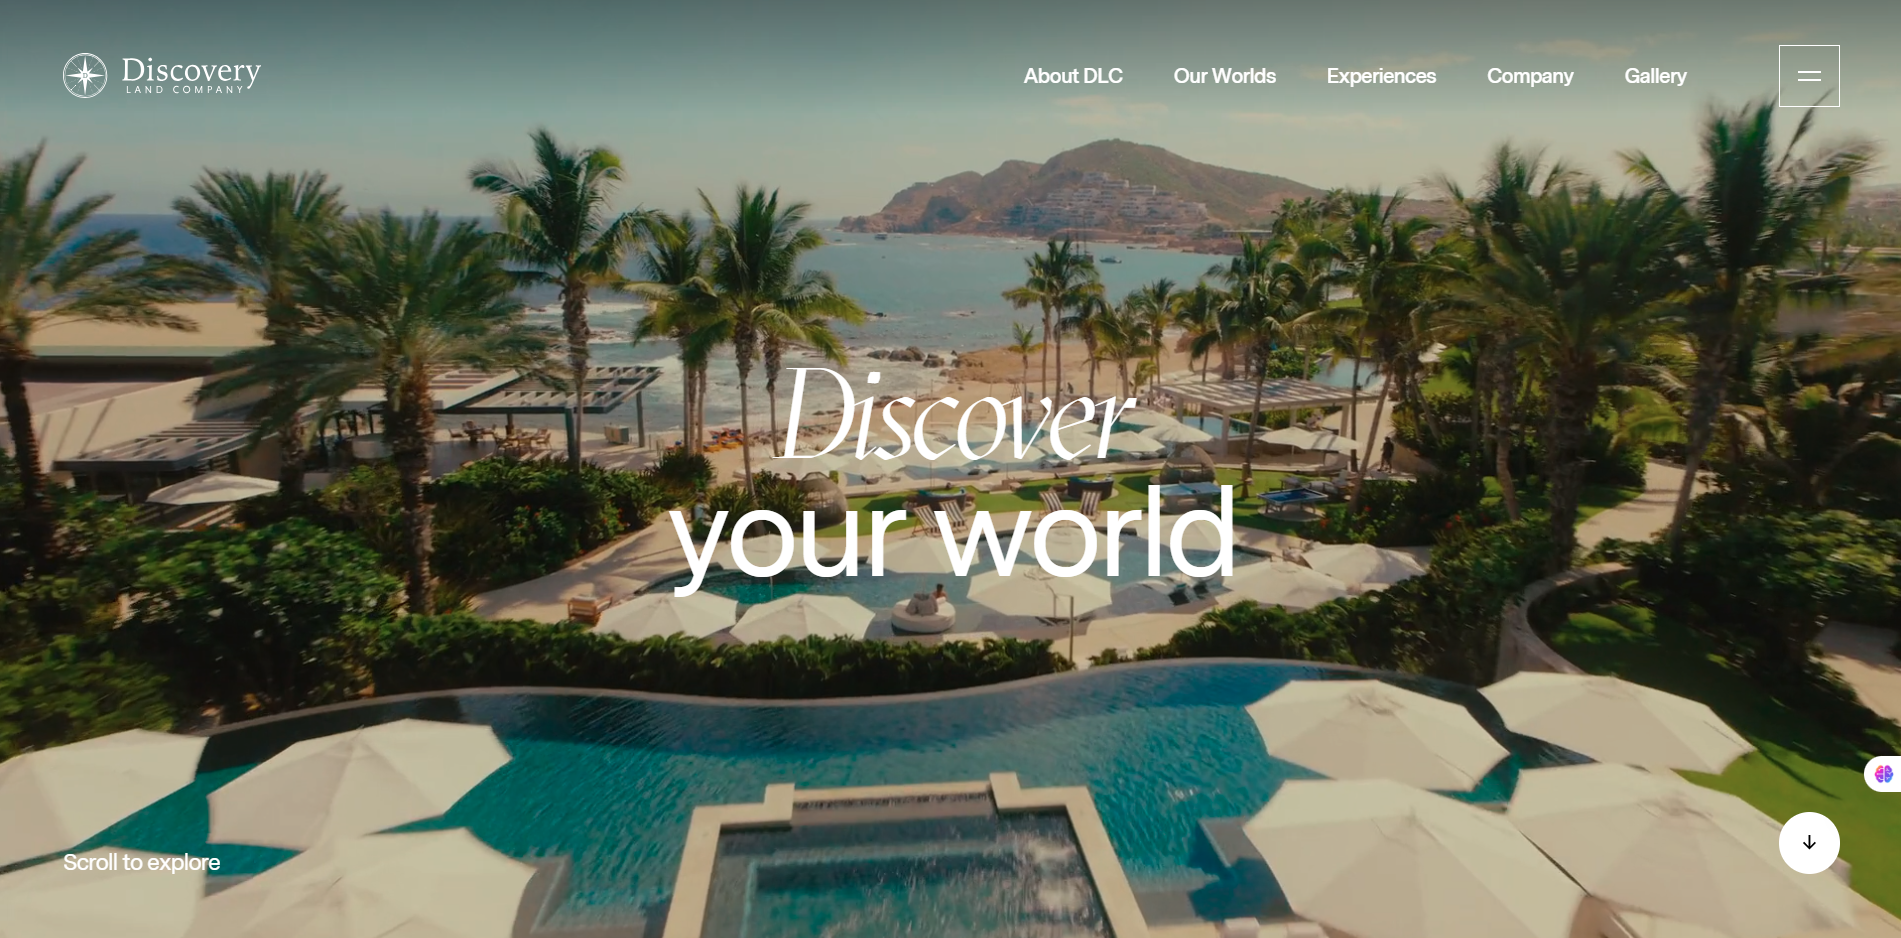 Discovery
LAND COMPANY
About DLC
Our Worlds
Experiences
Company
Gallery
Discover
your world
Scroll to explore